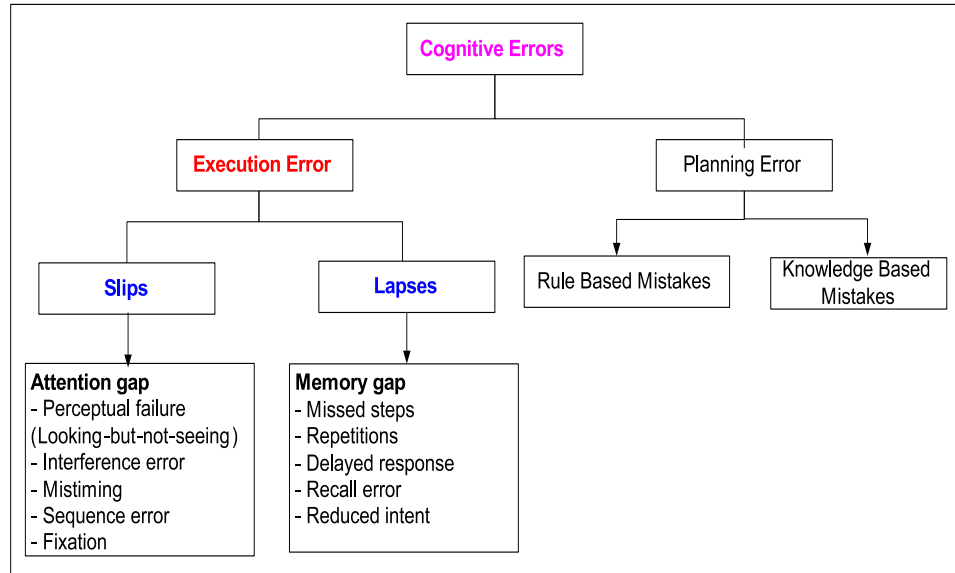 Cognitive Errors
Execution Error
Planning Error
Slips
Lapses
Rule Based Mistakes
Knowledge Based
Mistakes
Attention gap
- Perceptual failure
(Looking-but-not-seeing)
- Interference error
- Mistiming
- Sequence error
- Fixation
Memory gap
- Missed steps
- Repetitions
- Delayed response
- Recall error
- Reduced intent